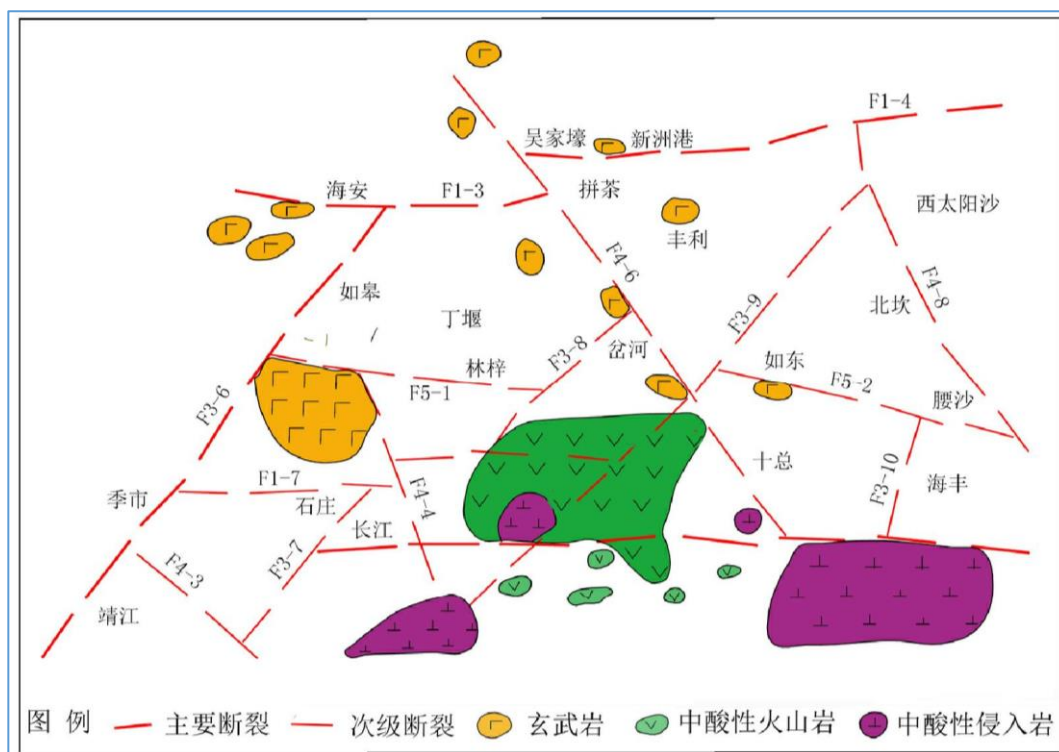 F1-4
吴家壕 新洲港
海安 F1-3 拼茶
西太阳沙
丰利
F4-6
如皋
F4-8
北坎
丁堰
F3-9
岔河
F3-8
林梓
如东
F5-1
F5-2
腰沙
F3-6
十总
F3-10
海丰
季市
F1-7
石庄
F4-4
长江
F3-7
F4-3
靖江
图 例 主要断裂 次级断裂 玄武岩 中酸性火山岩 中酸性侵入岩